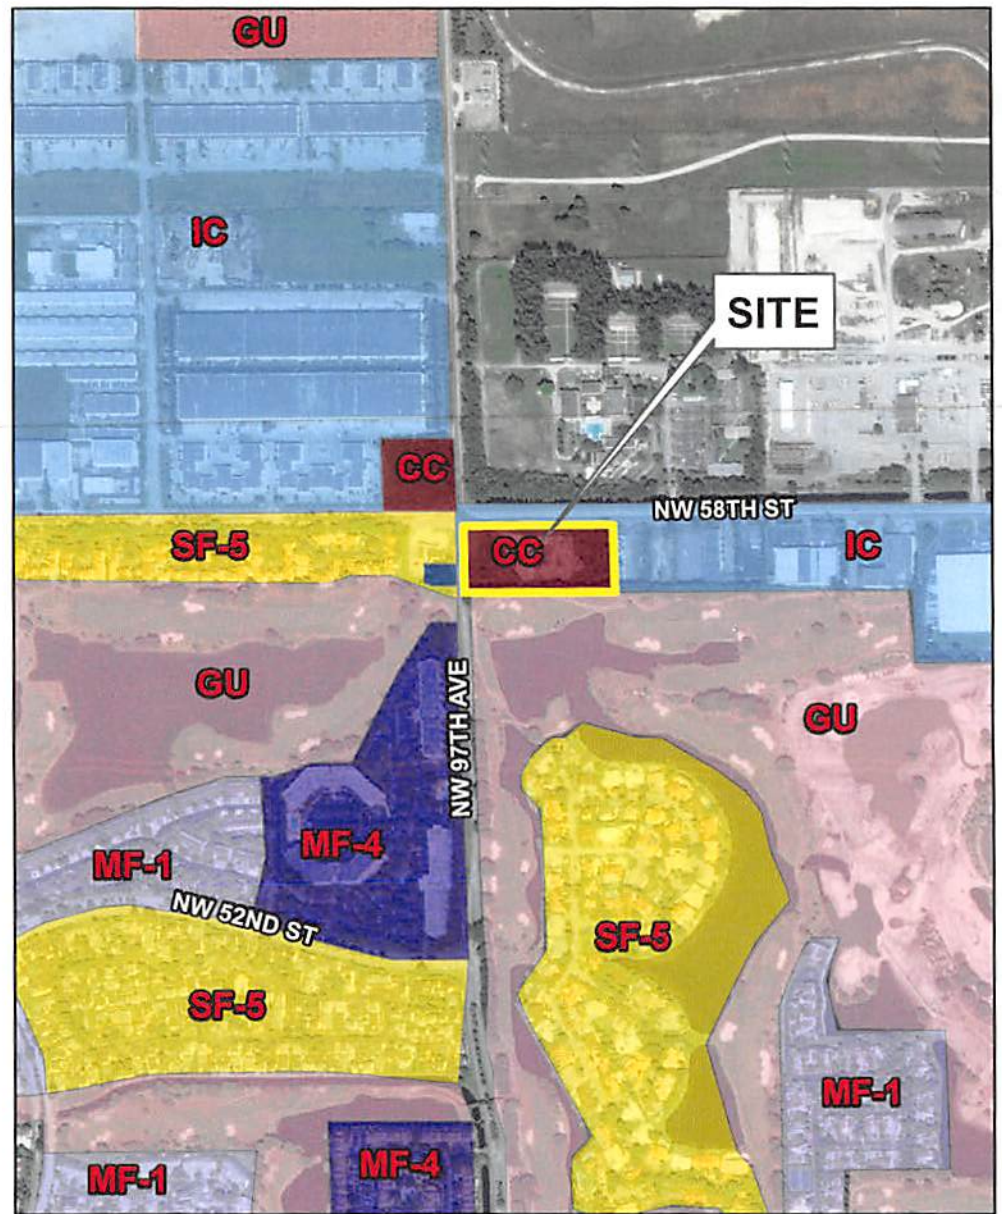 GU
IC
SITE
CC
NW 58TH ST
SF-5
CC
IC
GU
GU
NW 97TH AVE
MF-4
MF-1
NW 52ND ST
SF-5
SF-5
MF-1
MF-4
MF-1